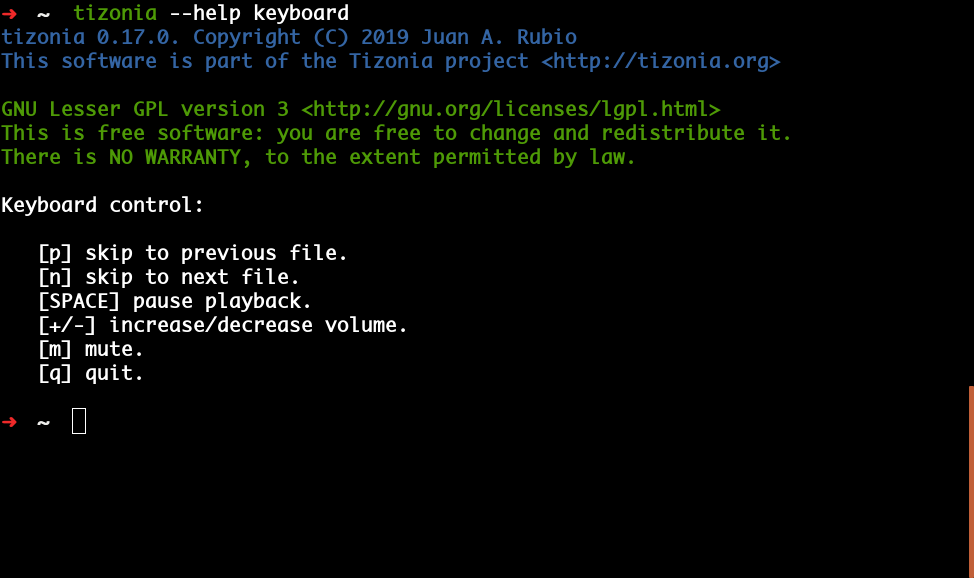 ➜ ~ tizonia --help keyboard
tizonia 0.17.0. Copyright (C) 2019 Juan A. Rubio
This software is part of the Tizonia project <http://tizonia.org>
GNU Lesser GPL version 3 <http://gnu.org/licenses/lgpl.html>
This is free software: you are free to change and redistribute it.
There is NO WARRANTY, to the extent permitted by law.
Keyboard control:
[p] skip to previous file.
[n] skip to next file.
[SPACE] pause playback.
[+/-] increase/decrease volume.
[m] mute.
[q] quit.
➜ ~